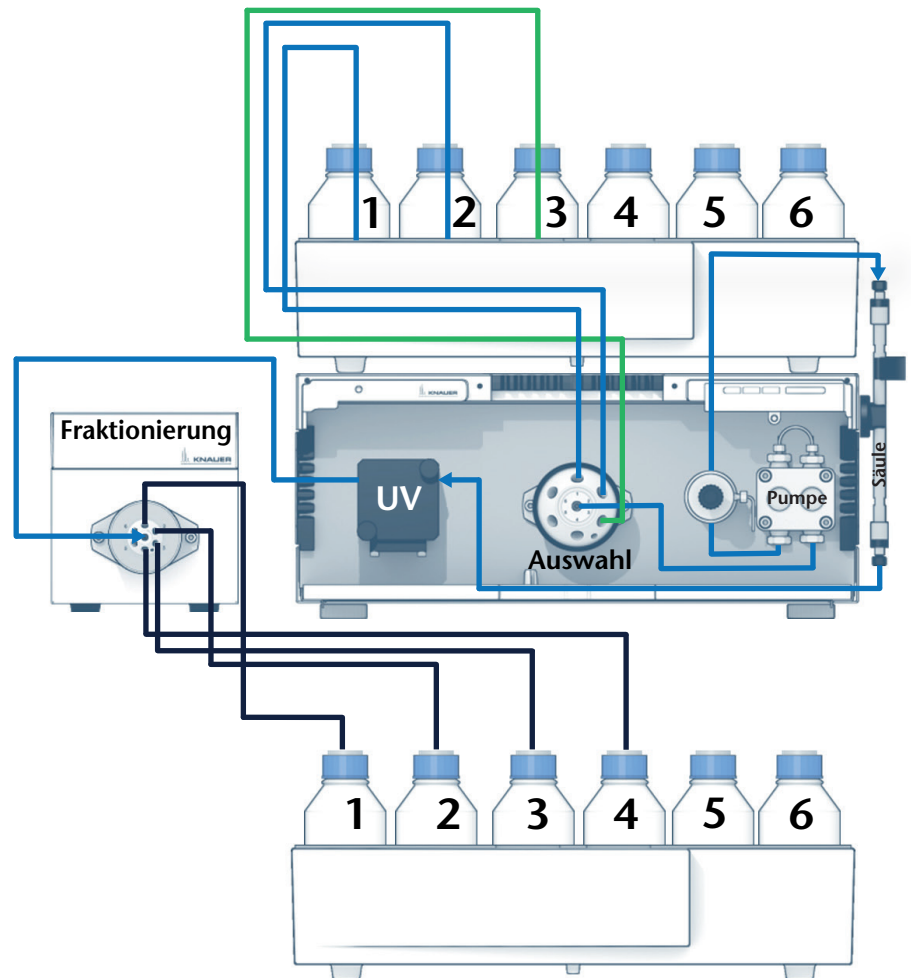 1 2 3 4 5 6
KNAUER
Fraktionierung
KNAUER
UV
Auswahl
Pumpe
Säule
1 2 3 4 5 6